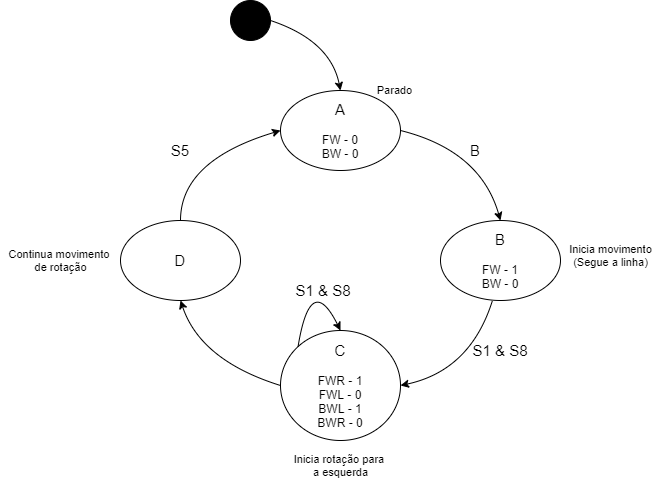 Parado
A
FW - 0
BW - 0
S5
B
Continua movimento
de rotação
D
B
FW - 1
BW - 0
Inicia movimento
(Segue a linha)
S1 & S8
S1 & S8
C
FWR - 1
FWL - 0
BWL - 1
BWR - 0
Inicia rotação para
a esquerda